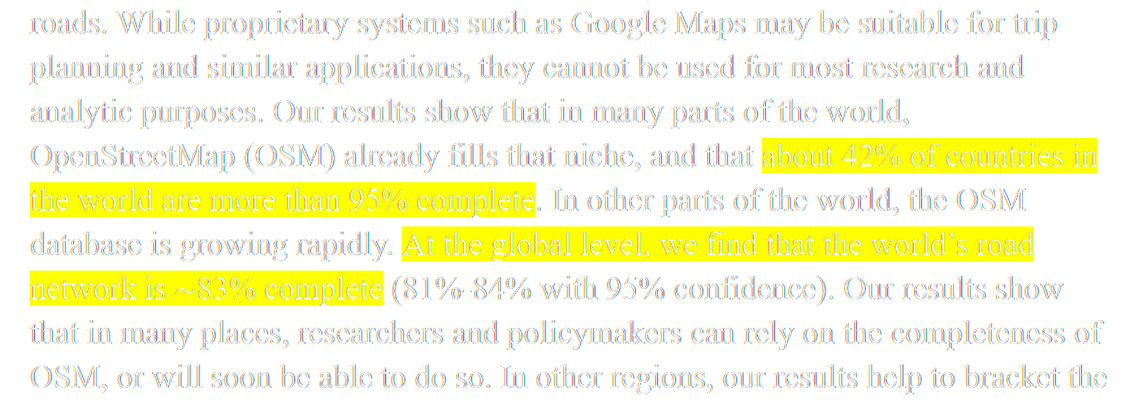 roads. While proprietary systems such as Google Maps may be suitable for trip
planning and similar applications, they cannot be used for most research and
analytic purposes. Our results show that in many parts of the world,
OpenStreetMap (OSM) already fills that niche, and that about 42% of countries in
the world are more than 95% complete. In other parts of the world, the OSM
database is growing rapidly. At the global level, we find that the world’s road
network is ~83% complete (81%-84% with 95% confidence). Our results show
that in many places, researchers and policymakers can rely on the completeness of
OSM, or will soon be able to do so. In other regions, our results help to bracket the